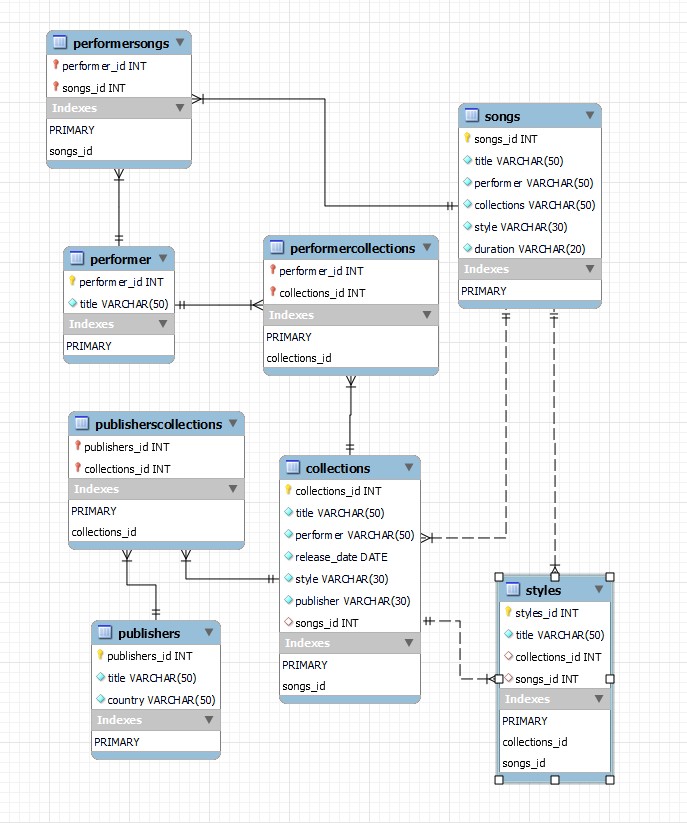 performersongs
performer_id INT
songs_id INT
Indexes
PRIMARY
songs_id
songs
songs_id INT
title VARCHAR(50)
performer VARCHAR(50)
collections VARCHAR(50)
style VARCHAR(30)
duration VARCHAR(20)
Indexes
PRIMARY
performer
performer_id INT
title VARCHAR(50)
Indexes
PRIMARY
performercollections
performer_id INT
collections_id INT
Indexes
PRIMARY
collections_id
publisherscollections
publishers_id INT
collections_id INT
Indexes
PRIMARY
collections_id
collections
collections_id INT
title VARCHAR(50)
performer VARCHAR(50)
release_date DATE
style VARCHAR(30)
publisher VARCHAR(30)
songs_id INT
Indexes
PRIMARY
songs_id
styles
styles_id INT
title VARCHAR(50)
collections_id INT
songs_id INT
Indexes
PRIMARY
collections_id
songs_id
publishers
publishers_id INT
title VARCHAR(50)
country VARCHAR(50)
Indexes
PRIMARY